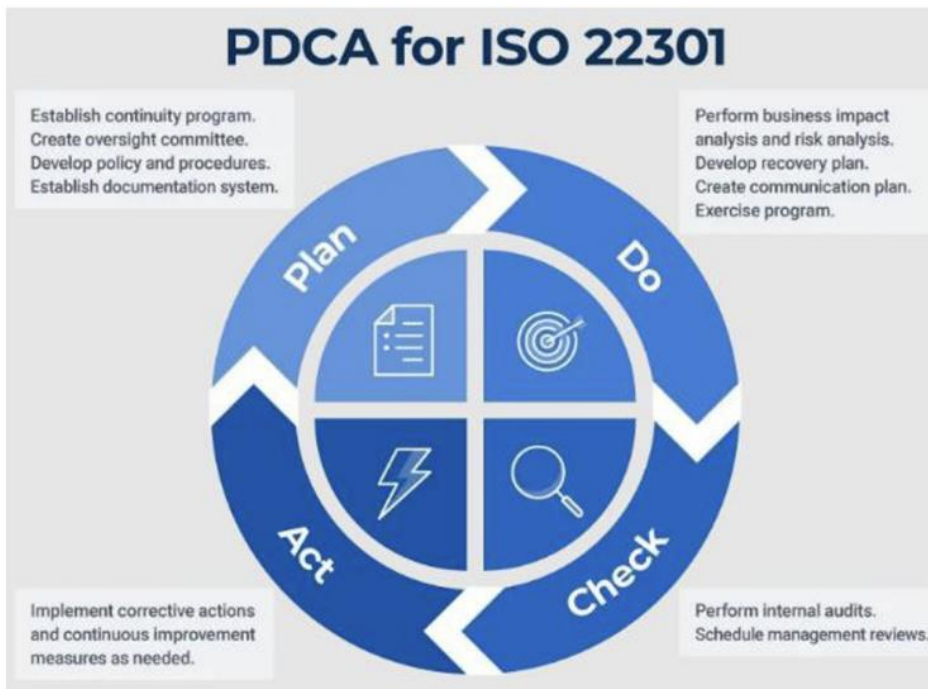 PDCA for ISO 22301
Establish continuity program.
Create oversight committee.
Develop policy and procedures.
Establish documentation system.
Perform business impact
analysis and risk analysis.
Develop recovery plan.
Create communication plan.
Exercise program.
Plan
Do
Act
Check
Implement corrective actions
and continuous improvement
measures as needed.
Perform internal audits.
Schedule management reviews.